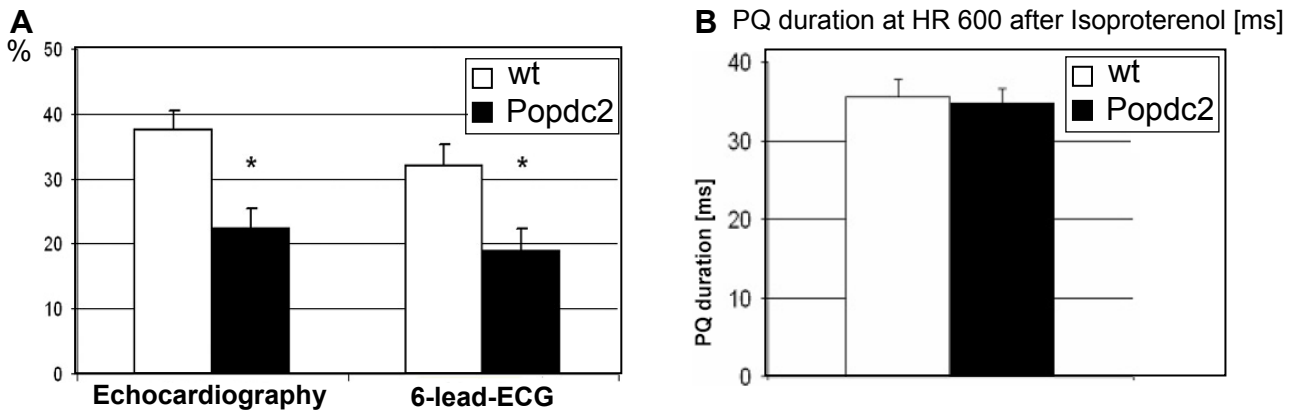 A
%
50
40
30
20
10
0
wt
Popdc2
*
*
Echocardiography
6-lead-ECG
B PQ duration at HR 600 after Isoproterenol [ms]
PQ duration [ms]
40
30
20
10
0
wt
Popdc2